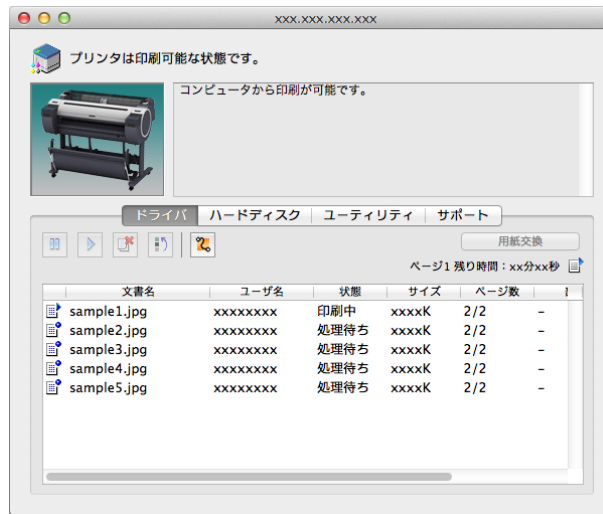 xxx.xxx.xxx.xxx
プリンタは印刷可能な状態です。
コンピュータから印刷が可能です。
ドライバ ハードディスク ユーティリティ サポート
用紙交換
ページ1 残り時間：xx分xx秒
文書名 ユーザ名 状態 サイズ ページ数
sample1.jpg xxxxxxxx 印刷中 xxxxK 2/2 –
sample2.jpg xxxxxxxx 処理待ち xxxxK 2/2 –
sample3.jpg xxxxxxxx 処理待ち xxxxK 2/2 –
sample4.jpg xxxxxxxx 処理待ち xxxxK 2/2 –
sample5.jpg xxxxxxxx 処理待ち xxxxK 2/2 –